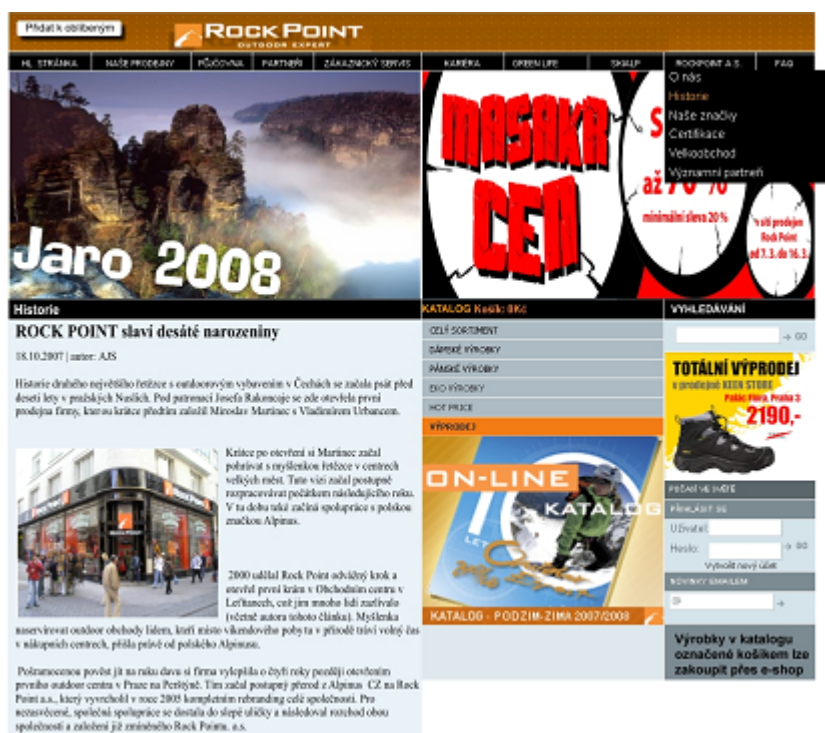 Přidat k oblíbeným
ROCK POINT
OUTDOOR EXPERT
HL. STRÁNKA
NAŠE PRODEJNY
PŮJČOVNA
PARTNEŘI
ZÁKAZNICKÝ SERVIS
KARIÉRA
GREEN LIFE
SKIALP
ROCKPOINT A.S.
FAQ
O nás
Historie
Naše značky
Certifikace
Velkoobchod
Významní partneři
Jaro 2008
MASAKR
CEN
S
až 70 %
minimální sleva 20 %
v síti prodejen
Rock Point
od 7. 3. do 16. 3.
Historie
ROCK POINT slaví desáté narozeniny
18.10.2007 | autor: AJS
Historie druhého největšího řetězce s outdoorovým vybavením v Čechách se začala psát před
deseti lety v pražských Nuslích. Pod patronací Josefa Rakoncaje se zde otevřela první
prodejna firmy, kterou krátce předtím založil Miroslav Martinec s Vladimírem Urbancem.
Krátce po otevření si Martinec začal
pohrávat s myšlenkou řetězce v centrech
velkých měst. Tuto vizi začal postupně
rozpracovávat počátkem následujícího roku.
V tu dobu také začíná spolupráce s polskou
značkou Alpinus.
ROCK POINT
2000 udělal Rock Point odvážný krok a
otevřel první krám v Obchodním centru v
Letňanech, což jim mnoho lidí zazlívalo
(včetně autora tohoto článku). Myšlenka
naservírovat outdoor obchody lidem, kteří místo víkendového pobytu v přírodě tráví volný čas
v nákupních centrech, přišla právě od polského Alpinusu.
Pošramocenou pověst jít na ruku davu si firma vylepšila o čtyři roky později otevřením
prvního outdoor centra v Praze na Perštýně. Tím začal postupný přerod z Alpinus CZ na Rock
Point a.s., který vyvrcholil v roce 2005 kompletním rebranding celé společnosti. Pro
nezasvěcené, společná spolupráce se dostala do slepé uličky a následoval rozchod obou
společností a založení již zmíněného Rock Pointu, a.s.
KATALOG Košík: 0Kč
CELÝ SORTIMENT
DÁMSKÉ VÝROBKY
PÁNSKÉ VÝROBKY
EKO VÝROBKY
HOT PRICE
VÝPRODEJ
ON-LINE
KATALOG
10
LET
KATALOG - PODZIM-ZIMA 2007/2008
VYHLEDÁVÁNÍ
GO
TOTÁLNÍ VÝPRODEJ
v prodejně KEEN STORE
Palác Flóra, Praha 3
2190,-
POČASÍ VE SVĚTĚ
PŘIHLÁSIT SE
Uživatel:
Heslo:
GO
Vytvořit nový účet
NOVINKY EMAILEM
@
Výrobky v katalogu
označené košíkem lze
zakoupit přes e-shop